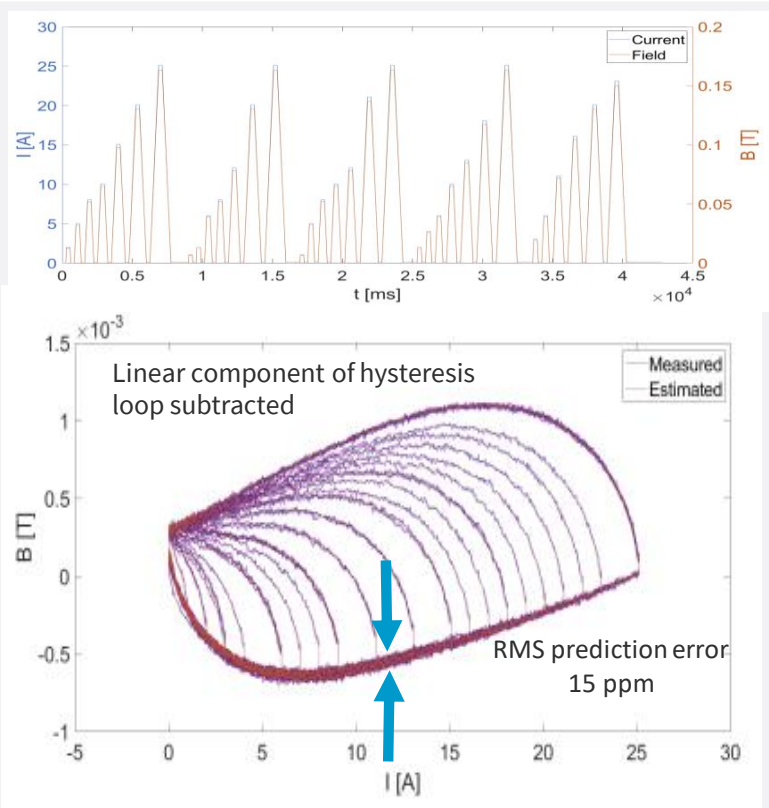 30
25
20
15
10
5
0
I [A]
Current
Field
0.2
0.15
0.1
0.05
0
B [T]
0 0.5 1 1.5 2 2.5 3 3.5 4 4.5
t [ms]
×10⁴
×10⁻³
1.5
1
0.5
0
-0.5
-1
B [T]
Linear component of hysteresis
loop subtracted
Measured
Estimated
RMS prediction error
15 ppm
-5 0 5 10 15 20 25 30
I [A]